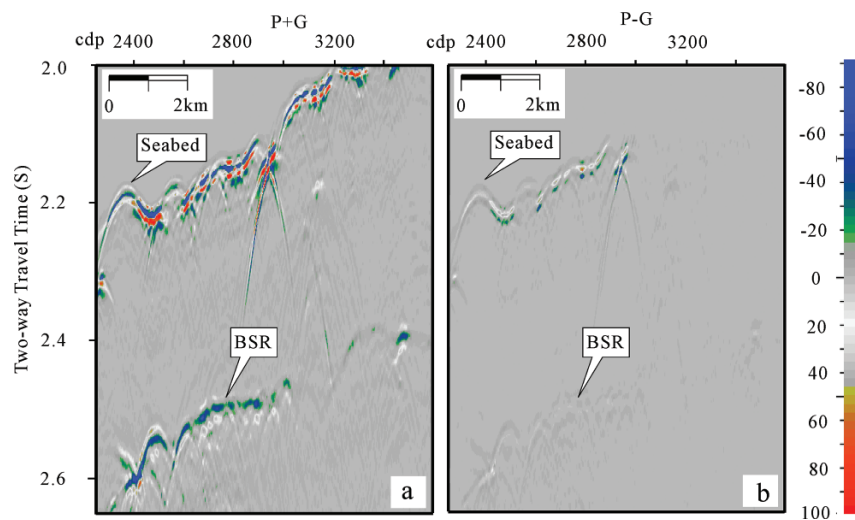 P+G
P-G
cdp 2400 2800 3200
cdp 2400 2800 3200
2.0
2.2
2.4
2.6
Two-way Travel Time (S)
0 2km
Seabed
BSR
a
0 2km
Seabed
BSR
b
-80
-60
-40
-20
0
20
40
60
80
100